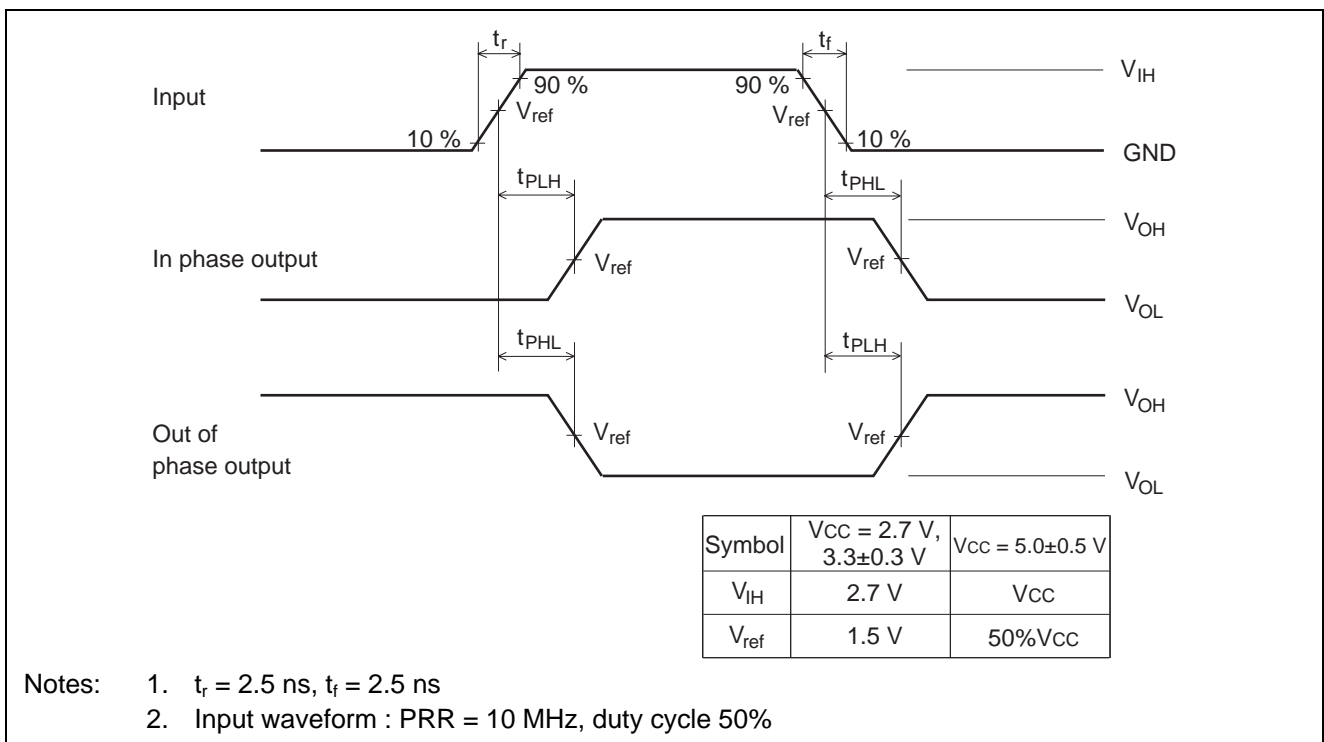 tr tf
90 % 90 % VIH
Input
Vref Vref
10 % 10 % GND
tPLH tPHL
VOH
In phase output Vref Vref
VOL
tPHL tPLH
VOH
Out of
phase output
Vref Vref
VOL
Symbol VCC = 2.7 V, 3.3±0.3 V VCC = 5.0±0.5 V
VIH 2.7 V VCC
Vref 1.5 V 50%VCC
Notes: 1. tr = 2.5 ns, tf = 2.5 ns
2. Input waveform : PRR = 10 MHz, duty cycle 50%